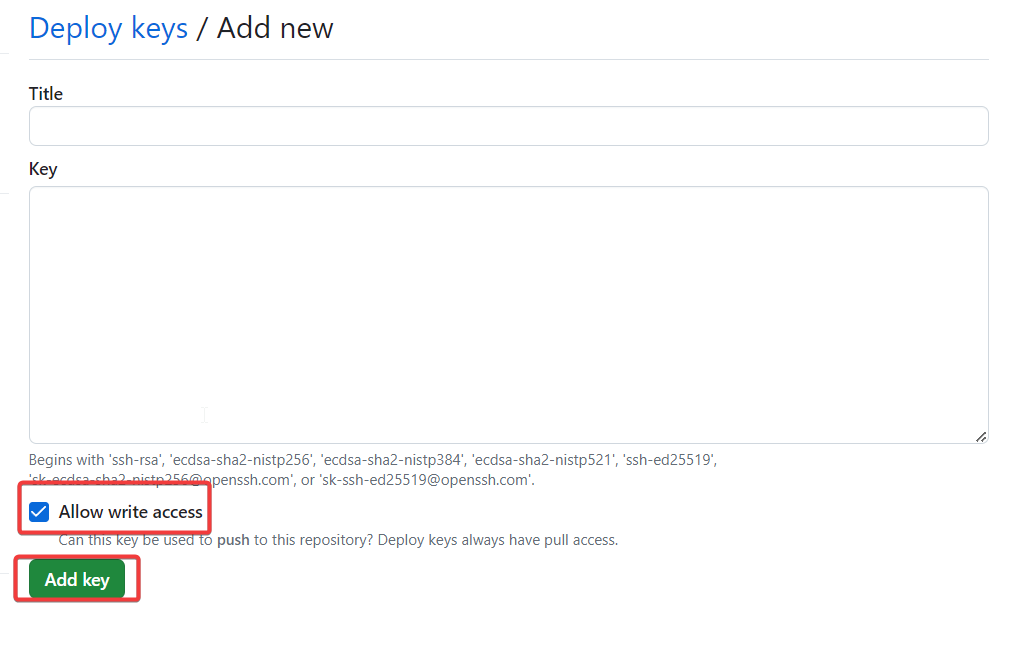 Deploy keys / Add new
Title
Key
Begins with 'ssh-rsa', 'ecdsa-sha2-nistp256', 'ecdsa-sha2-nistp384', 'ecdsa-sha2-nistp521', 'ssh-ed25519',
'sk-ecdsa-sha2-nistp256@openssh.com', or 'sk-ssh-ed25519@openssh.com'.
Allow write access
Can this key be used to push to this repository? Deploy keys always have pull access.
Add key